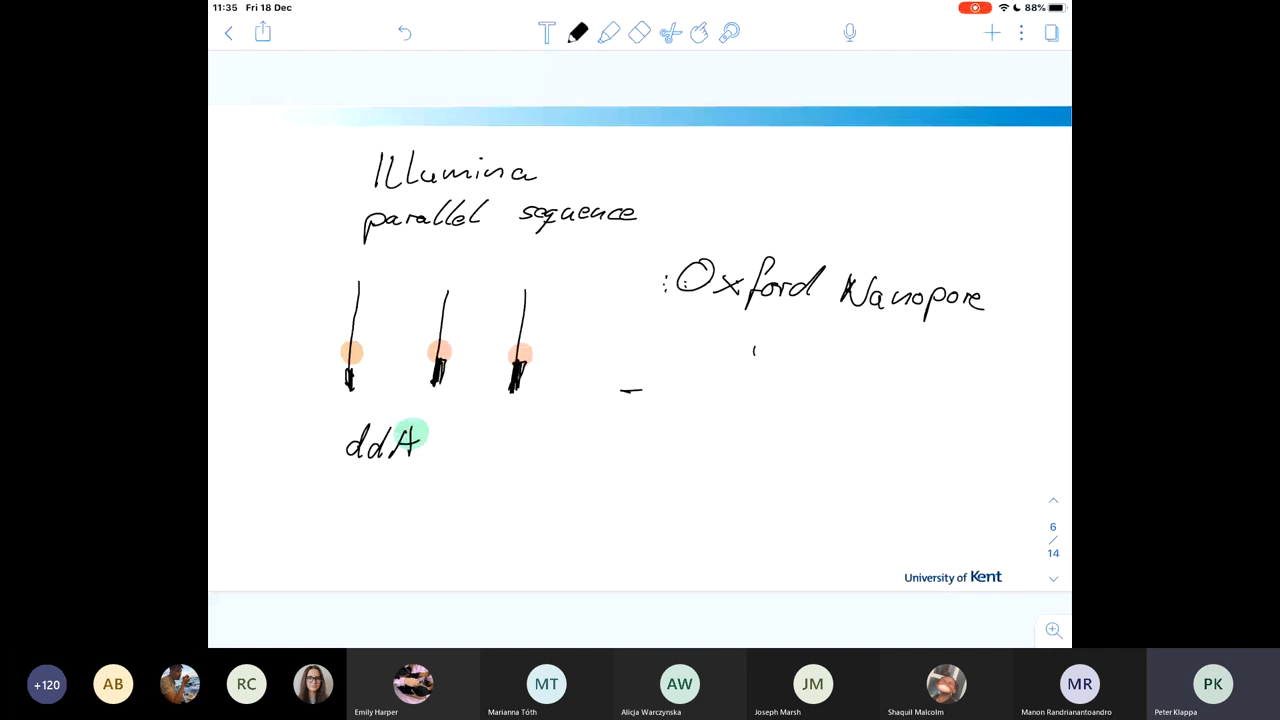 11:35 Fri 18 Dec
88%
T
Illumina
parallel sequence
:Oxford Nanopore
ddA
6
/
14
University of Kent
+120
AB
RC
Emily Harper
MT
Marianna Tóth
AW
Alicja Warczynska
JM
Joseph Marsh
Shaquil Malcolm
MR
Manon Randrianantoandro
PK
Peter Klappa